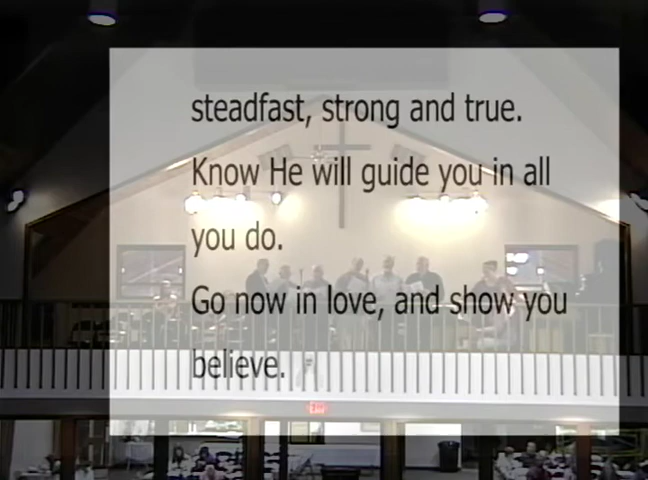 steadfast, strong and true.
Know He will guide you in all
you do.
Go now in love, and show you
believe.
EXIT